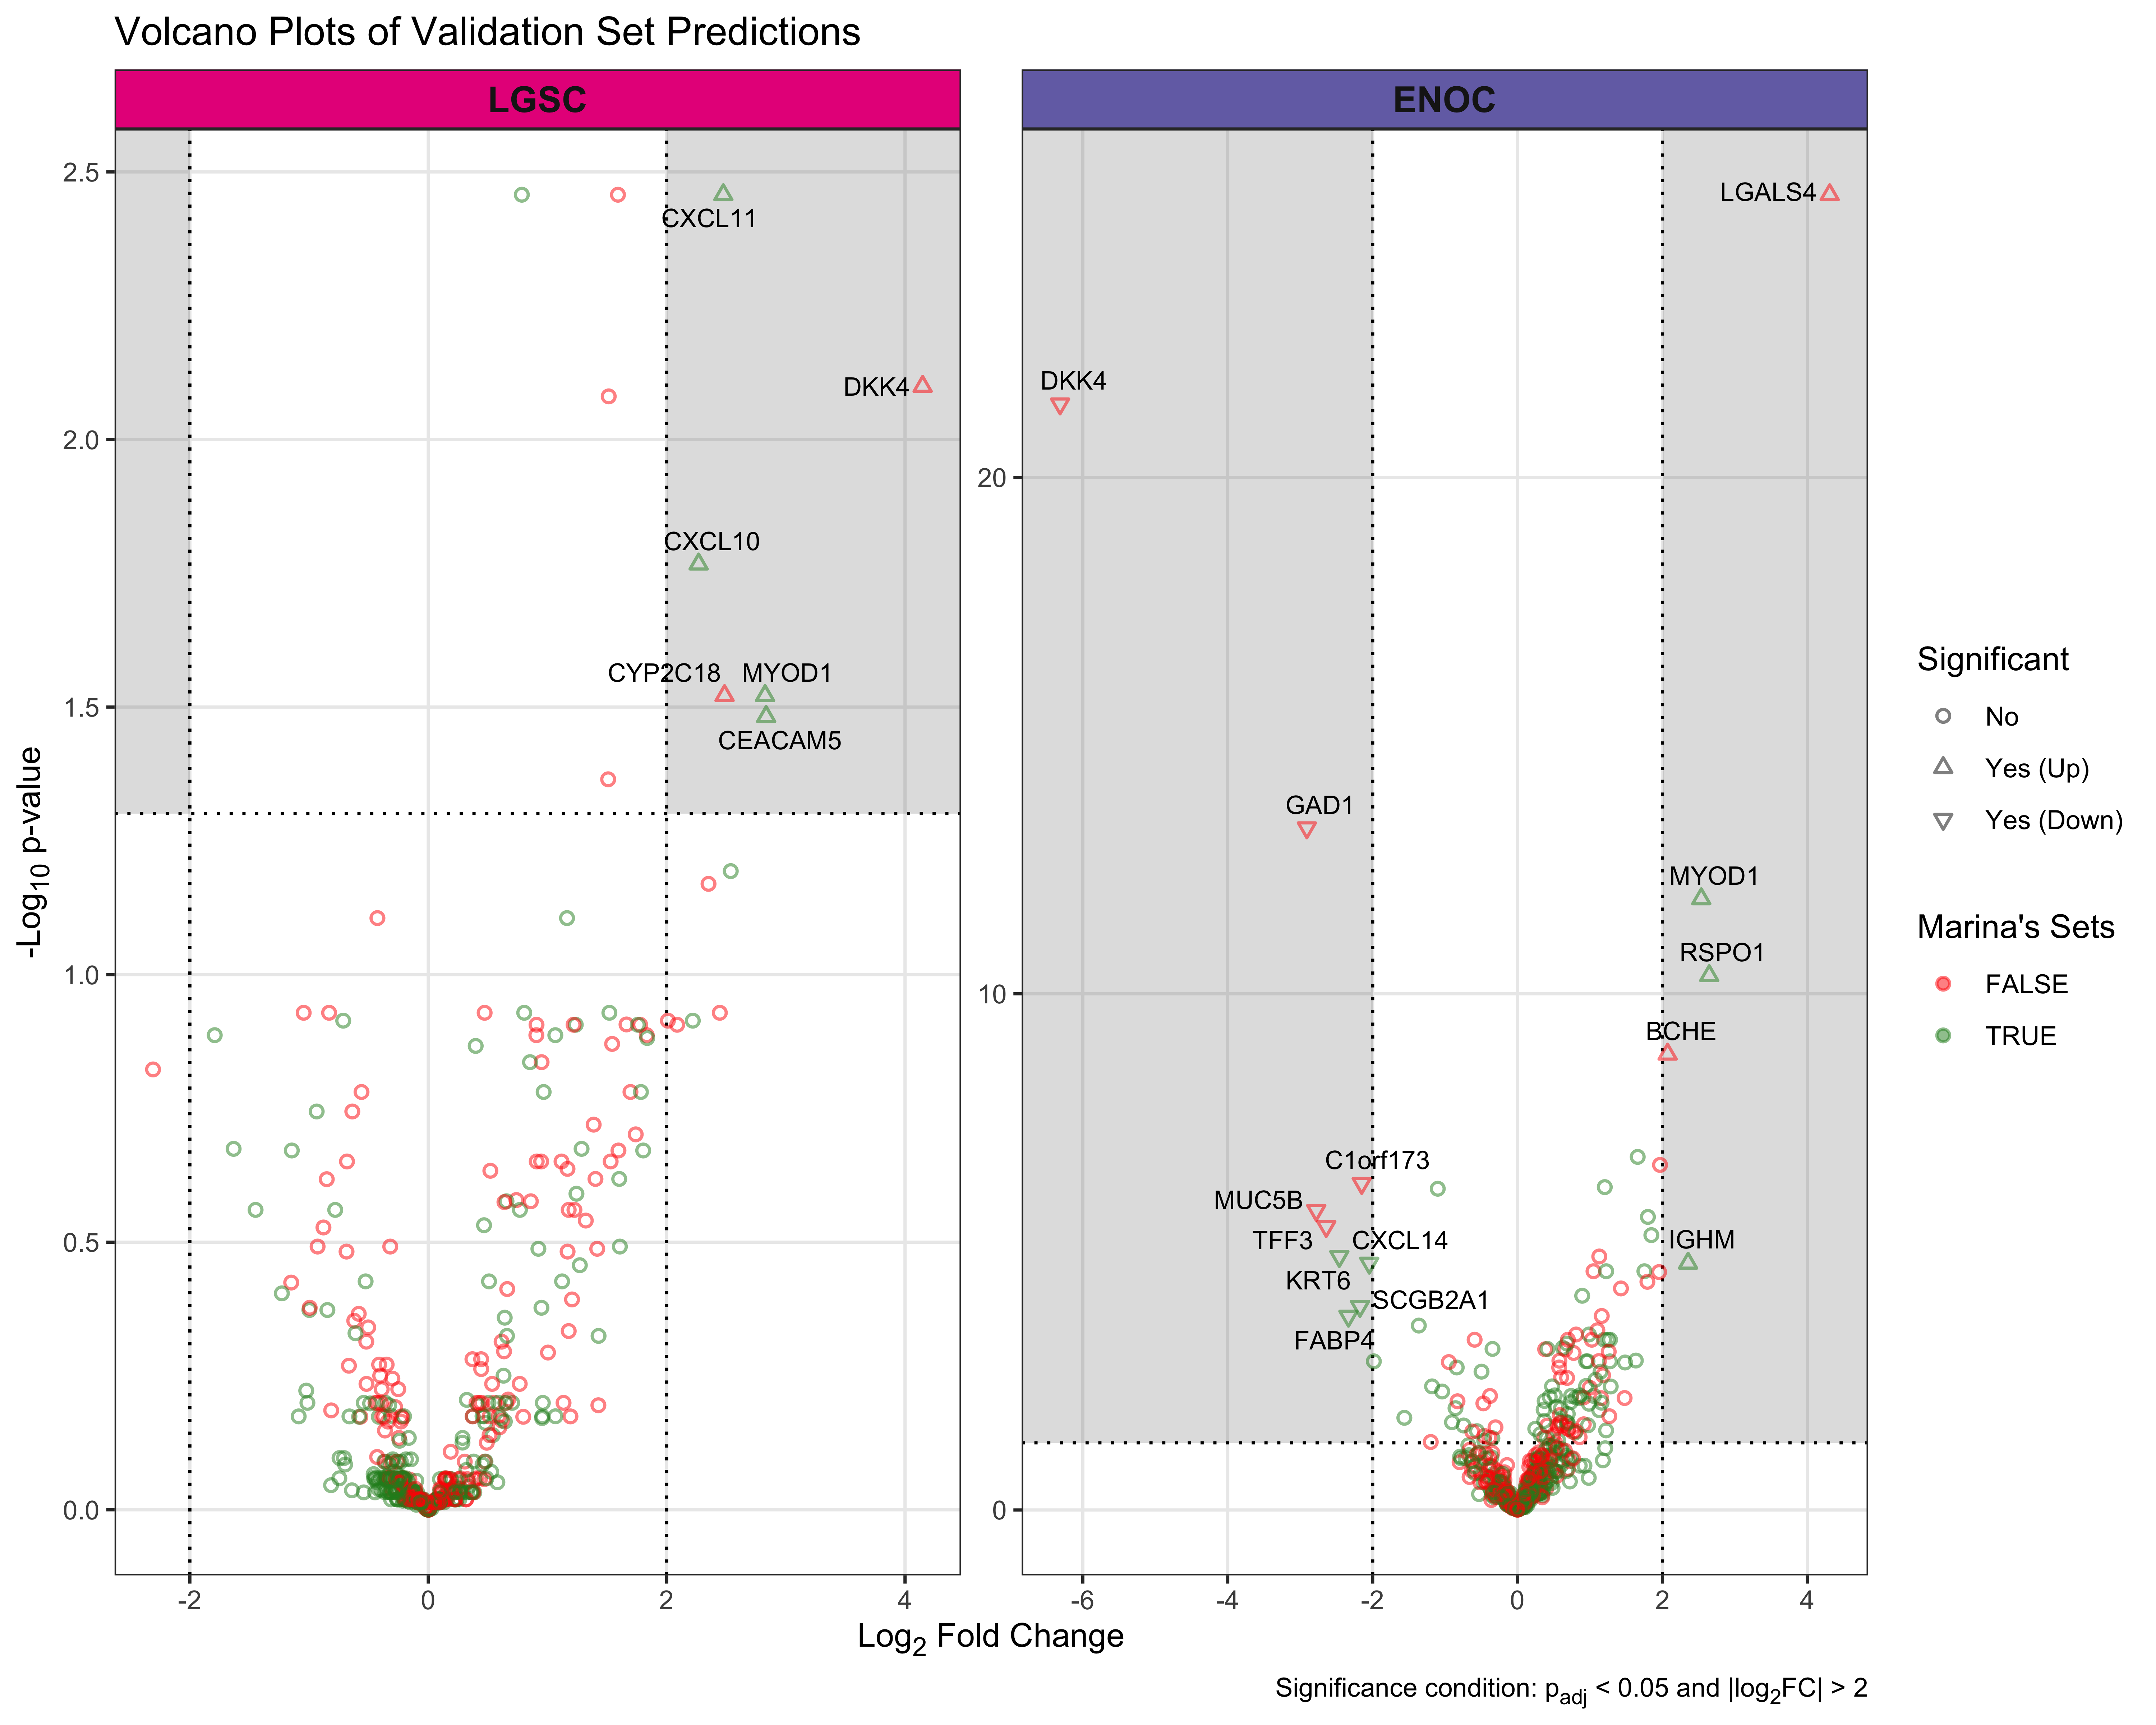 Volcano Plots of Validation Set Predictions
LGSC
ENOC
2.5
2.0
1.5
1.0
0.5
0.0
-Log10 p-value
CXCL11
DKK4
CXCL10
CYP2C18
MYOD1
CEACAM5
-2
0
2
4
20
10
0
LGALS4
DKK4
GAD1
MYOD1
RSPO1
BCHE
C1orf173
MUC5B
TFF3
CXCL14
IGHM
KRT6
SCGB2A1
FABP4
-6
-4
-2
0
2
4
Log2 Fold Change
Significant
No
Yes (Up)
Yes (Down)
Marina's Sets
FALSE
TRUE
Significance condition: padj < 0.05 and |log2FC| > 2